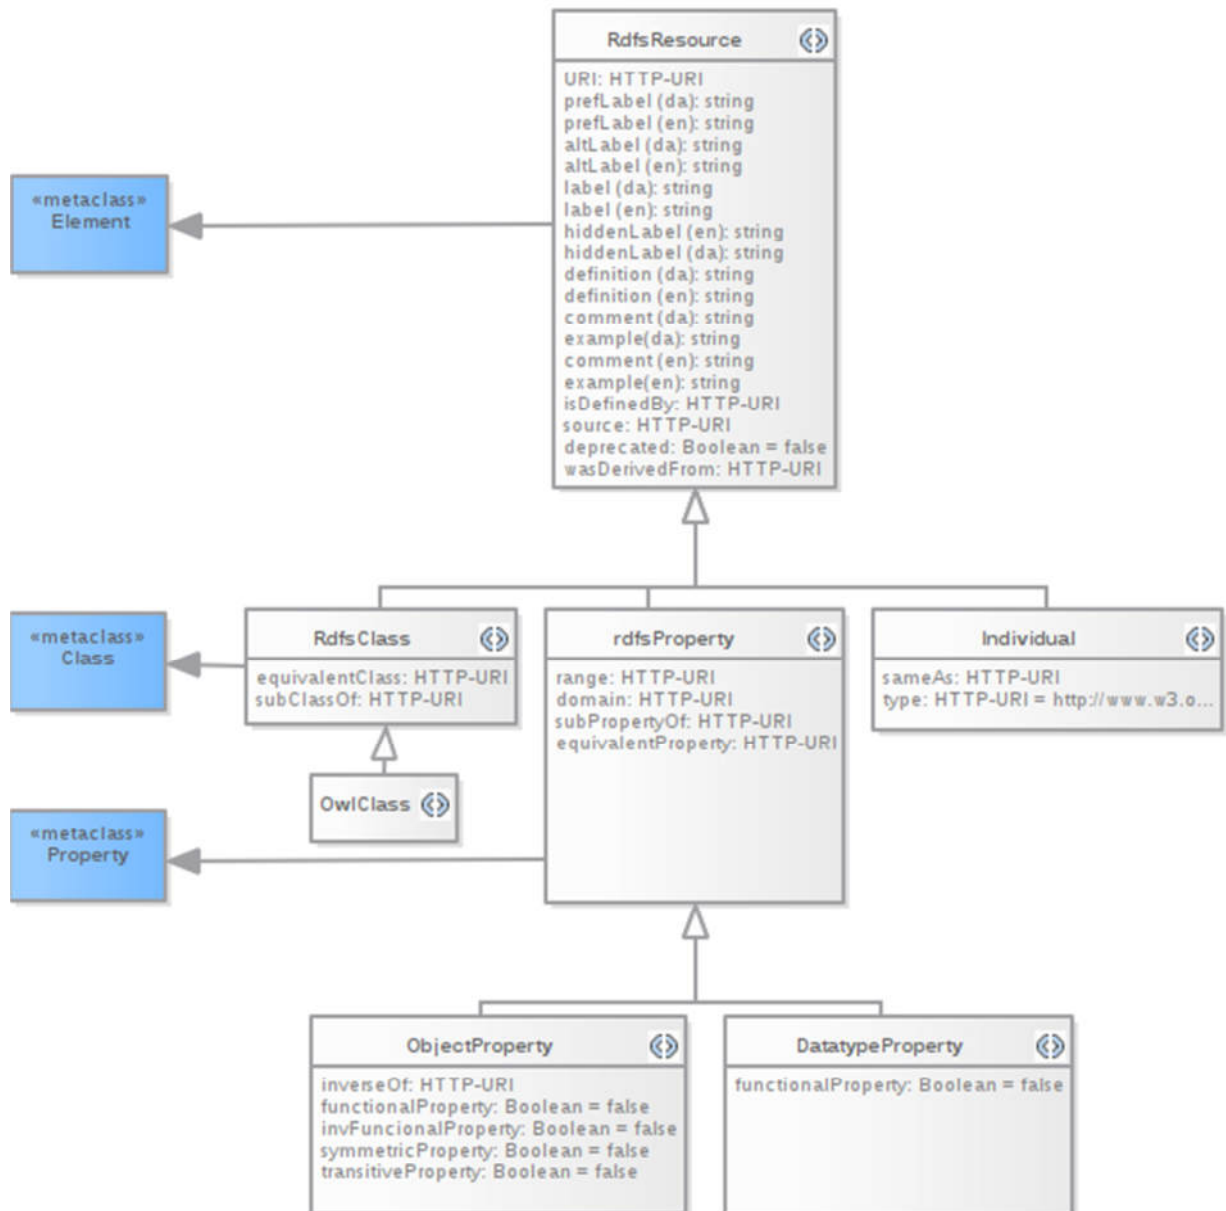 RdfsResource
URI: HTTP-URI
prefLabel (da): string
prefLabel (en): string
altLabel (da): string
altLabel (en): string
label (da): string
label (en): string
hiddenLabel (en): string
hiddenLabel (da): string
definition (da): string
definition (en): string
comment (da): string
example(da): string
comment (en): string
example(en): string
isDefinedBy: HTTP-URI
source: HTTP-URI
deprecated: Boolean = false
wasDerivedFrom: HTTP-URI
«metaclass»
Element
«metaclass»
Class
RdfsClass
equivalentClass: HTTP-URI
subClassOf: HTTP-URI
rdfsProperty
range: HTTP-URI
domain: HTTP-URI
subPropertyOf: HTTP-URI
equivalentProperty: HTTP-URI
Individual
sameAs: HTTP-URI
type: HTTP-URI = http://www.w3.o...
OwlClass
«metaclass»
Property
ObjectProperty
inverseOf: HTTP-URI
functionalProperty: Boolean = false
invFuncionalProperty: Boolean = false
symmetricProperty: Boolean = false
transitiveProperty: Boolean = false
DatatypeProperty
functionalProperty: Boolean = false